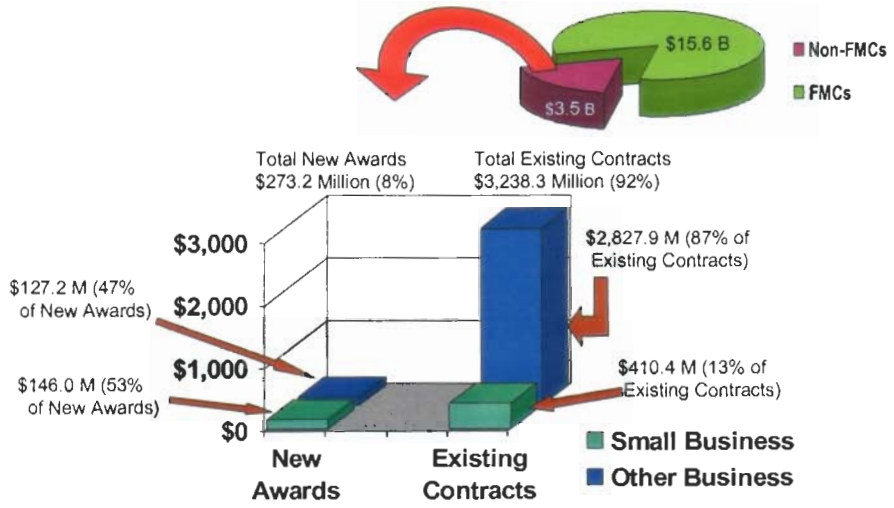 $15.6 B
$3.5 B
Non-FMCs
FMCs
Total New Awards
$273.2 Million (8%)
Total Existing Contracts
$3,238.3 Million (92%)
$3,000
$2,000
$1,000
$0
$127.2 M (47%
of New Awards)
$146.0 M (53%
of New Awards)
$2,827.9 M (87% of
Existing Contracts)
$410.4 M (13% of
Existing Contracts)
New
Awards
Existing
Contracts
Small Business
Other Business